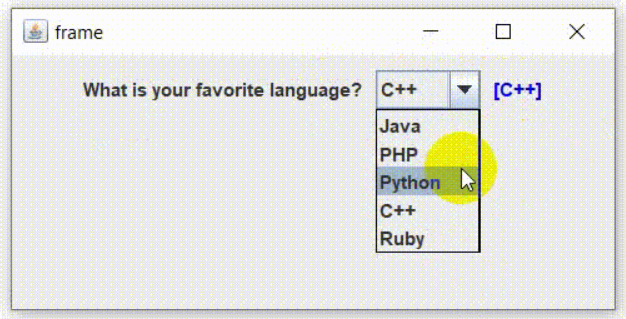 frame
What is your favorite language? C++ [C++]
Java
PHP
Python
C++
Ruby